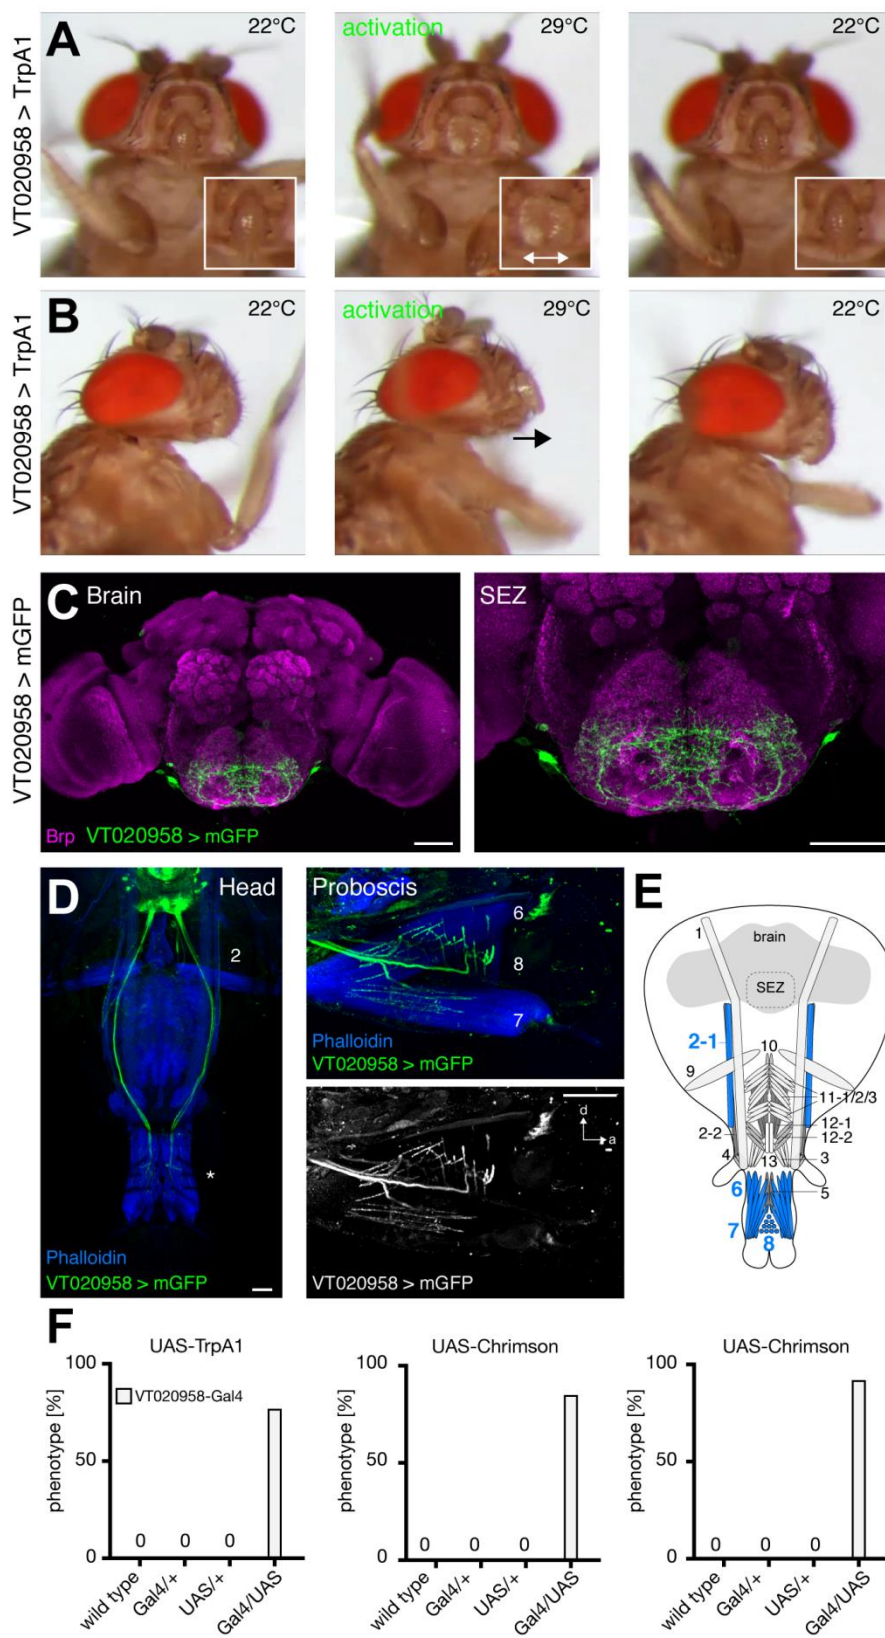 A
VT020958 > TrpA1
22°C
activation
29°C
22°C
B
VT020958 > TrpA1
22°C
activation
29°C
22°C
C
VT020958 > mGFP
Brain
Brp VT020958 > mGFP
SEZ
D
Head
2
*
Phalloidin
VT020958 > mGFP
Proboscis
6
8
7
Phalloidin
VT020958 > mGFP
d
a
VT020958 > mGFP
E
1
brain
SEZ
2-1
10
9
11-1/2/3
12-1
2-2
12-2
4
13
3
6
5
7
8
F
UAS-TrpA1
100
50
0
phenotype [%]
VT020958-Gal4
0
0
0
wild type
Gal4/+
UAS/+
Gal4/UAS
UAS-Chrimson
100
50
0
phenotype [%]
0
0
0
wild type
Gal4/+
UAS/+
Gal4/UAS
UAS-Chrimson
100
50
0
phenotype [%]
0
0
0
wild type
Gal4/+
UAS/+
Gal4/UAS